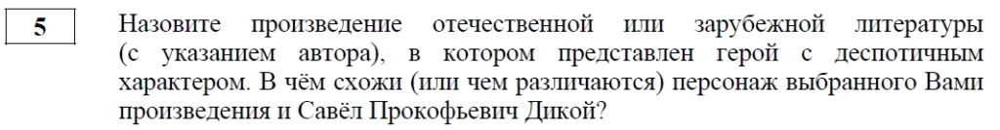 5
Назовите произведение отечественной или зарубежной литературы
(с указанием автора), в котором представлен герой с деспотичным
характером. В чём схожи (или чем различаются) персонаж выбранного Вами
произведения и Савёл Прокофьевич Дикой?